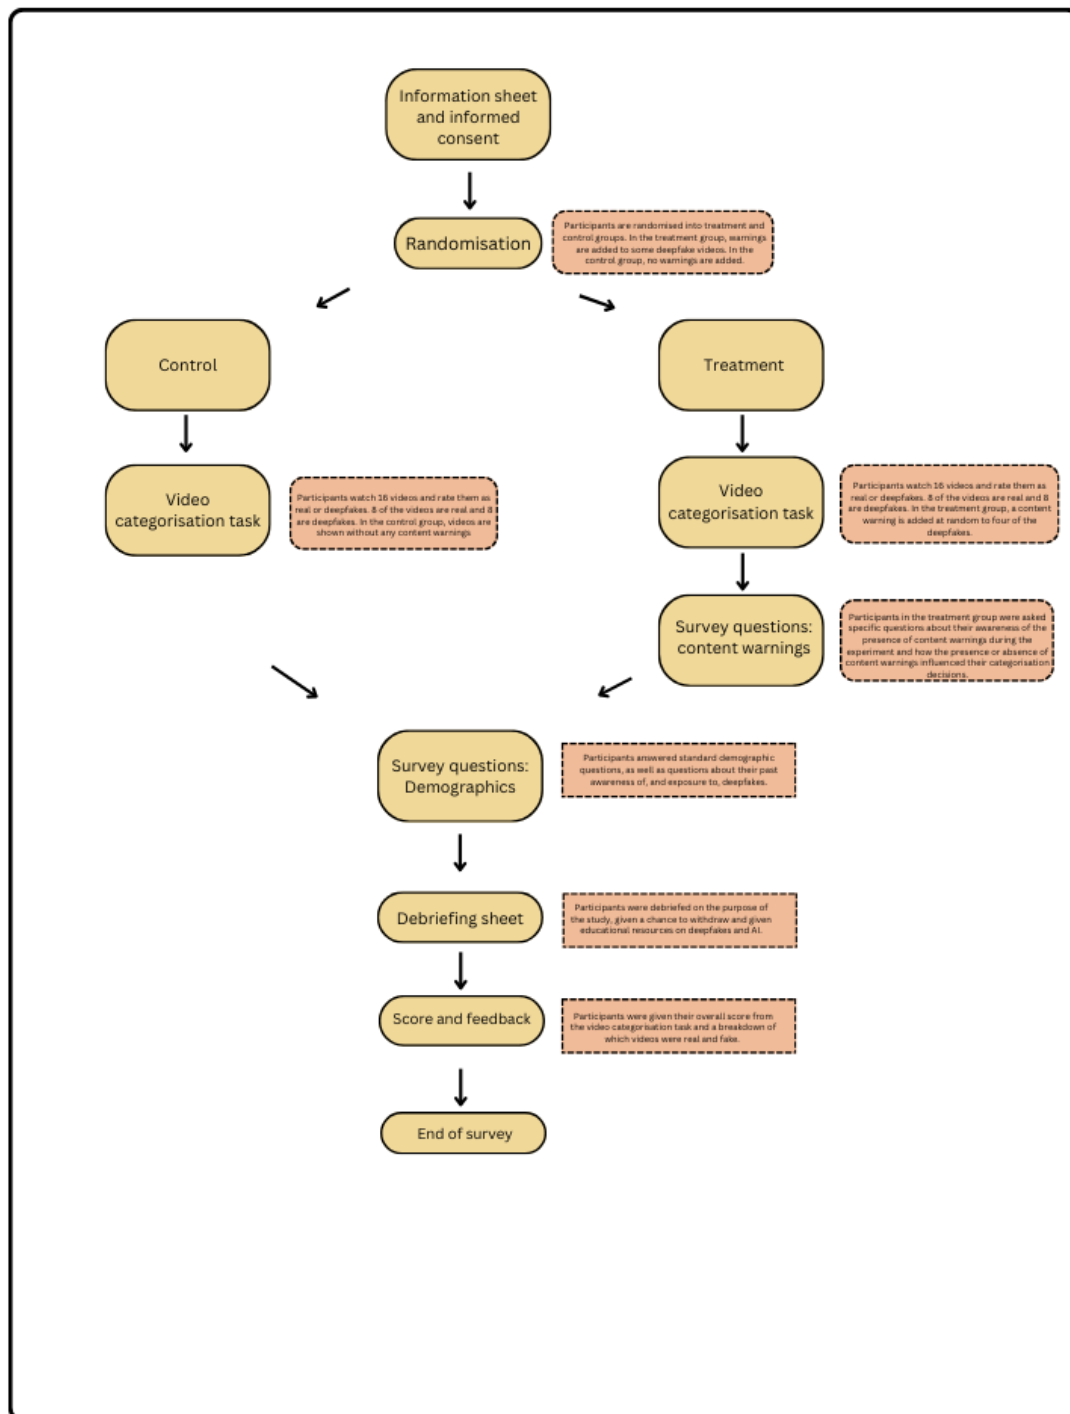 Information sheet
and informed
consent
Randomisation
Participants are randomised into treatment and
control groups. In the treatment group, warnings
are added to some deepfake videos. In the
control group, no warnings are added.
Control
Treatment
Video
categorisation task
Participants watch 16 videos and rate them as
real or deepfakes. 8 of the videos are real and 8
are deepfakes. In the control group, videos are
shown without any content warnings
Video
categorisation task
Participants watch 16 videos and rate them as
real or deepfakes. 8 of the videos are real and 8
are deepfakes. In the treatment group, a content
warning is added at random to four of the
deepfakes.
Survey questions:
content warnings
Participants in the treatment group were asked
specific questions about their awareness of the
presence of content warnings during the
experiment and how the presence or absence of
content warnings influenced their categorisation
decisions.
Survey questions:
Demographics
Participants answered standard demographic
questions, as well as questions about their past
awareness of, and exposure to, deepfakes.
Debriefing sheet
Participants were debriefed on the purpose of
the study, given a chance to withdraw and given
educational resources on deepfakes and AI.
Score and feedback
Participants were given their overall score from
the video categorisation task and a breakdown of
which videos were real and fake.
End of survey